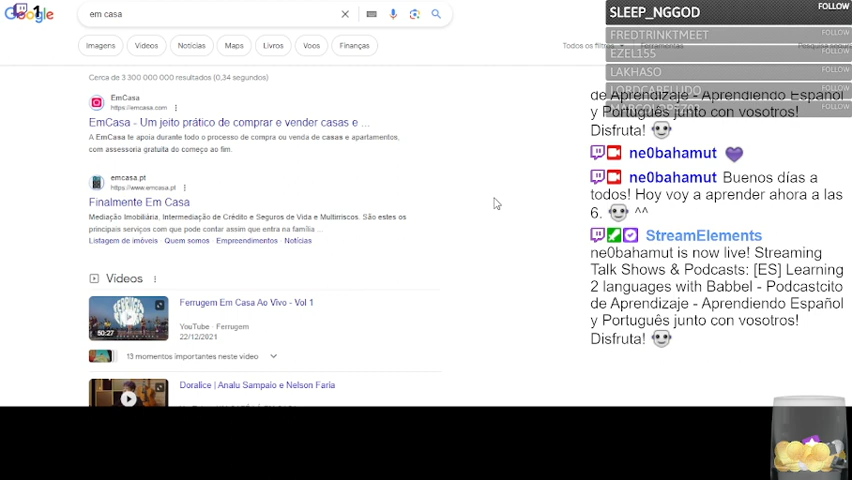 Google
1
em casa
Imagens
Vídeos
Notícias
Maps
Livros
Voos
Finanças
Todos os filtros
Ferramentas
Cerca de 3 300 000 000 resultados (0,34 segundos)
EmCasa
https://emcasa.com
EmCasa - Um jeito prático de comprar e vender casas e ...
A EmCasa te apoia durante todo o processo de compra ou venda de casas e apartamentos,
com assessoria gratuita do começo ao fim.
emcasa.pt
https://www.emcasa.pt
Finalmente Em Casa
Mediação Imobiliária, Intermediação de Crédito e Seguros de Vida e Multirriscos. São estes os
principais serviços com que pode contar assim que entra na família ...
Listagem de imóveis · Quem somos · Empreendimentos · Notícias
Vídeos
Ferrugem Em Casa Ao Vivo - Vol 1
50:27
YouTube · Ferrugem
22/12/2021
13 momentos importantes neste vídeo
Doralice | Analu Sampaio e Nelson Faria
SLEEP_NGGOD FOLLOW
FREDTRINKTMEET FOLLOW
EZEL155 FOLLOW
LAKHASO FOLLOW
LORDCABELUDO FOLLOW
FOLLOW
de Aprendizaje - Aprendiendo Español
y Português junto con vosotros!
Disfruta!
ne0bahamut
ne0bahamut Buenos días a
todos! Hoy voy a aprender ahora a las
6. ^^
StreamElements
ne0bahamut is now live! Streaming
Talk Shows & Podcasts: [ES] Learning
2 languages with Babbel - Podcastcito
de Aprendizaje - Aprendiendo Español
y Português junto con vosotros!
Disfruta!